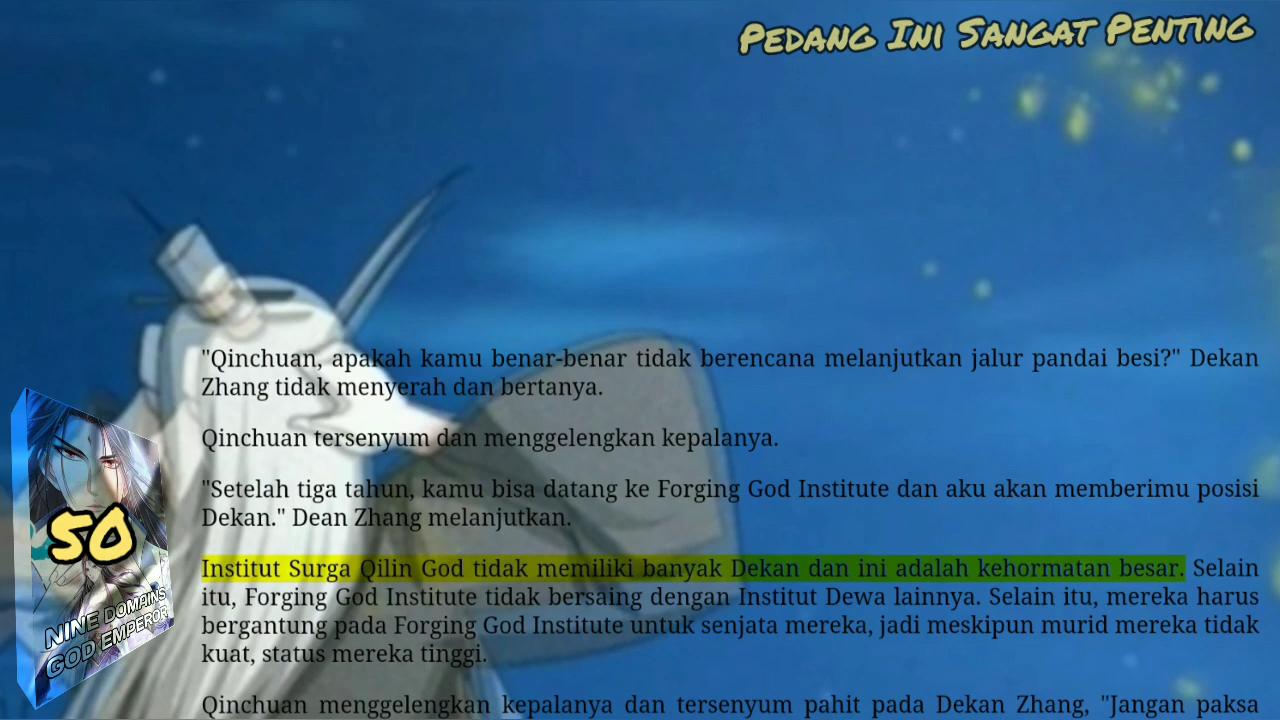 Pedang Ini Sangat Penting
"Qinchuan, apakah kamu benar-benar tidak berencana melanjutkan jalur pandai besi?" Dekan
Zhang tidak menyerah dan bertanya.
Qinchuan tersenyum dan menggelengkan kepalanya.
"Setelah tiga tahun, kamu bisa datang ke Forging God Institute dan aku akan memberimu posisi
Dekan." Dean Zhang melanjutkan.
Institut Surga Qilin God tidak memiliki banyak Dekan dan ini adalah kehormatan besar. Selain
itu, Forging God Institute tidak bersaing dengan Institut Dewa lainnya. Selain itu, mereka harus
bergantung pada Forging God Institute untuk senjata mereka, jadi meskipun murid mereka tidak
kuat, status mereka tinggi.
Qinchuan menggelengkan kepalanya dan tersenyum pahit pada Dekan Zhang, "Jangan paksa
50
NINE DOMAINS
GOD EMPEROR